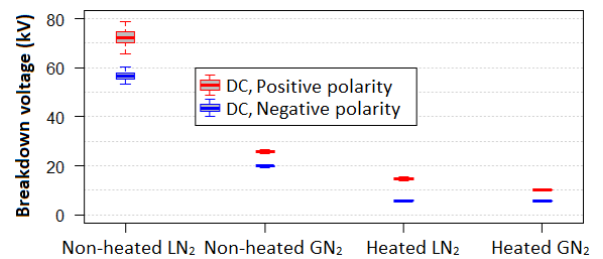 Breakdown voltage (kV)
80
60
40
20
0
DC, Positive polarity
DC, Negative polarity
Non-heated LN₂ Non-heated GN₂ Heated LN₂ Heated GN₂